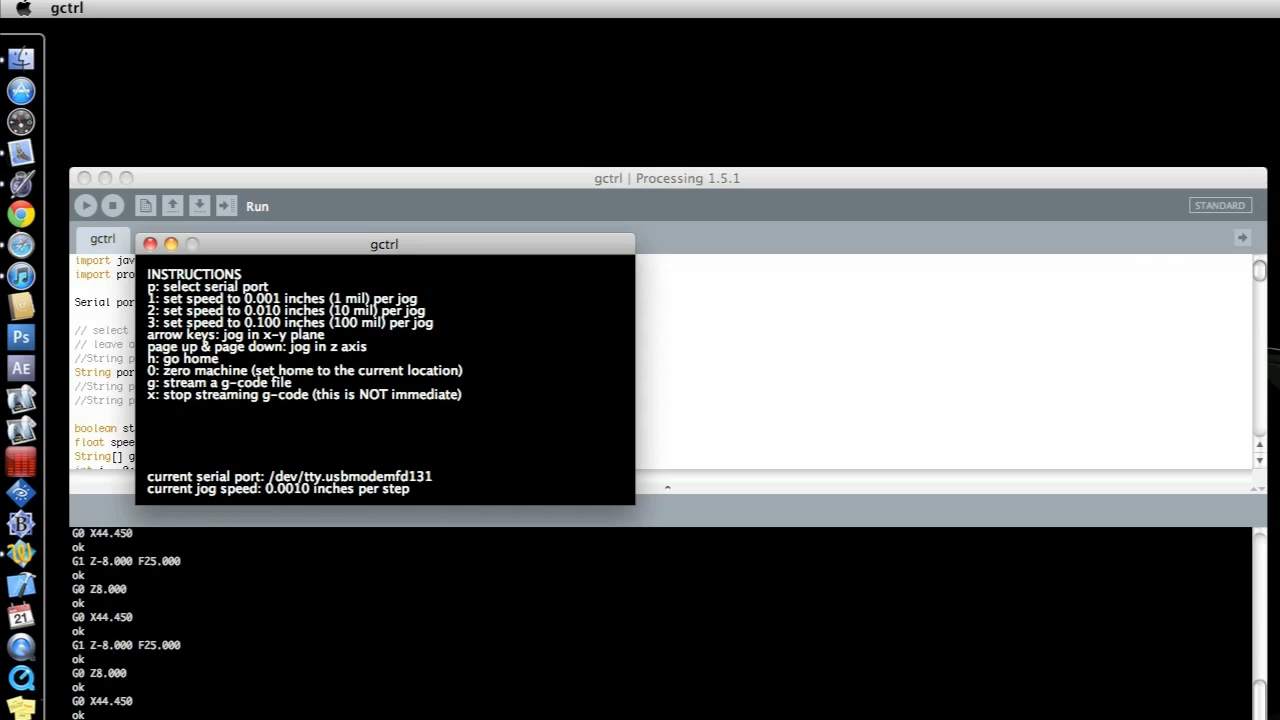 gctrl
gctrl | Processing 1.5.1
Run
STANDARD
gctrl
import jav
import pro
Serial por
// select
// leave a
//String p
String por
//String p
//String p
boolean st
float spee
String[] g
gctrl
INSTRUCTIONS
p: select serial port
1: set speed to 0.001 inches (1 mil) per jog
2: set speed to 0.010 inches (10 mil) per jog
3: set speed to 0.100 inches (100 mil) per jog
arrow keys: jog in x-y plane
page up & page down: jog in z axis
h: go home
0: zero machine (set home to the current location)
g: stream a g-code file
x: stop streaming g-code (this is NOT immediate)
current serial port: /dev/tty.usbmodemfd131
current jog speed: 0.0010 inches per step
G0 X44.450
ok
G1 Z-8.000 F25.000
ok
G0 Z8.000
ok
G0 X44.450
ok
G1 Z-8.000 F25.000
ok
G0 Z8.000
ok
G0 X44.450
ok
Ps
AE
21